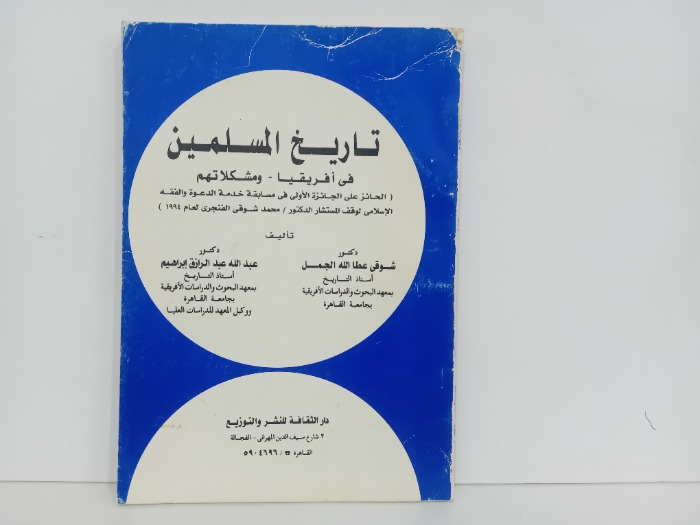 تاريخ المسلمين
فى أفريقيا - ومشكلاتهم
( الحائز على الجائزة الأولى فى مسابقة خدمة الدعوة والفقه
الإسلامى لوقف المستشار الدكتور / محمد شوقى الفنجرى لعام ١٩٩٤ )
تأليف
دكتور
شوقى عطا الله الجمل
أستاذ التاريخ
بمعهد البحوث والدراسات الأفريقية
بجامعة القاهرة
دكتور
عبد الله عبد الرازق إبراهيم
أستاذ التاريخ
بمعهد البحوث والدراسات الأفريقية
بجامعة القاهرة
ووكيل المعهد للدراسات العليا
دار الثقافة للنشر والتوزيع
٢ شارع سيف الدين المهرانى - الفجالة
القاهرة ☎ / ٥٩٠٤٦٩٦